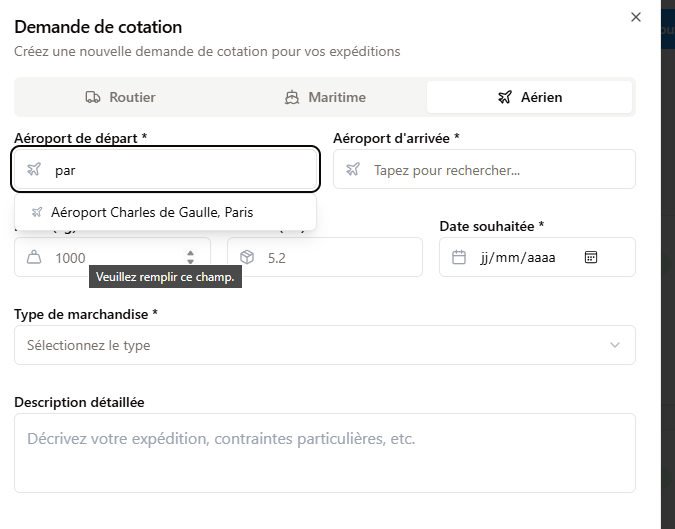 Demande de cotation
Créez une nouvelle demande de cotation pour vos expéditions
Routier
Maritime
Aérien
Aéroport de départ *
Aéroport d'arrivée *
par
Tapez pour rechercher...
Aéroport Charles de Gaulle, Paris
Date souhaitée *
1000
5.2
jj/mm/aaaa
Veuillez remplir ce champ.
Type de marchandise *
Sélectionnez le type
Description détaillée
Décrivez votre expédition, contraintes particulières, etc.